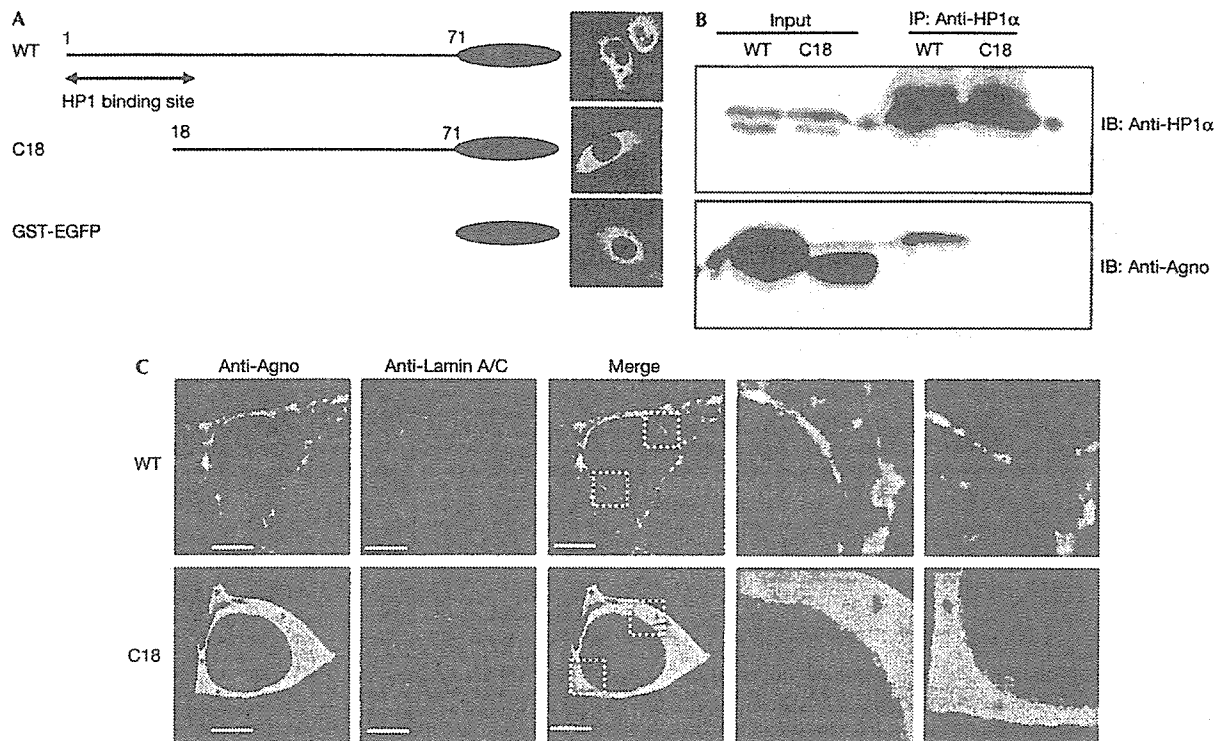 A
1
71
WT
HP1 binding site
18
71
C18
GST-EGFP
B
Input
IP: Anti-HP1α
WT
C18
WT
C18
IB: Anti-HP1α
IB: Anti-Agno
C
Anti-Agno
Anti-Lamin A/C
Merge
WT
C18